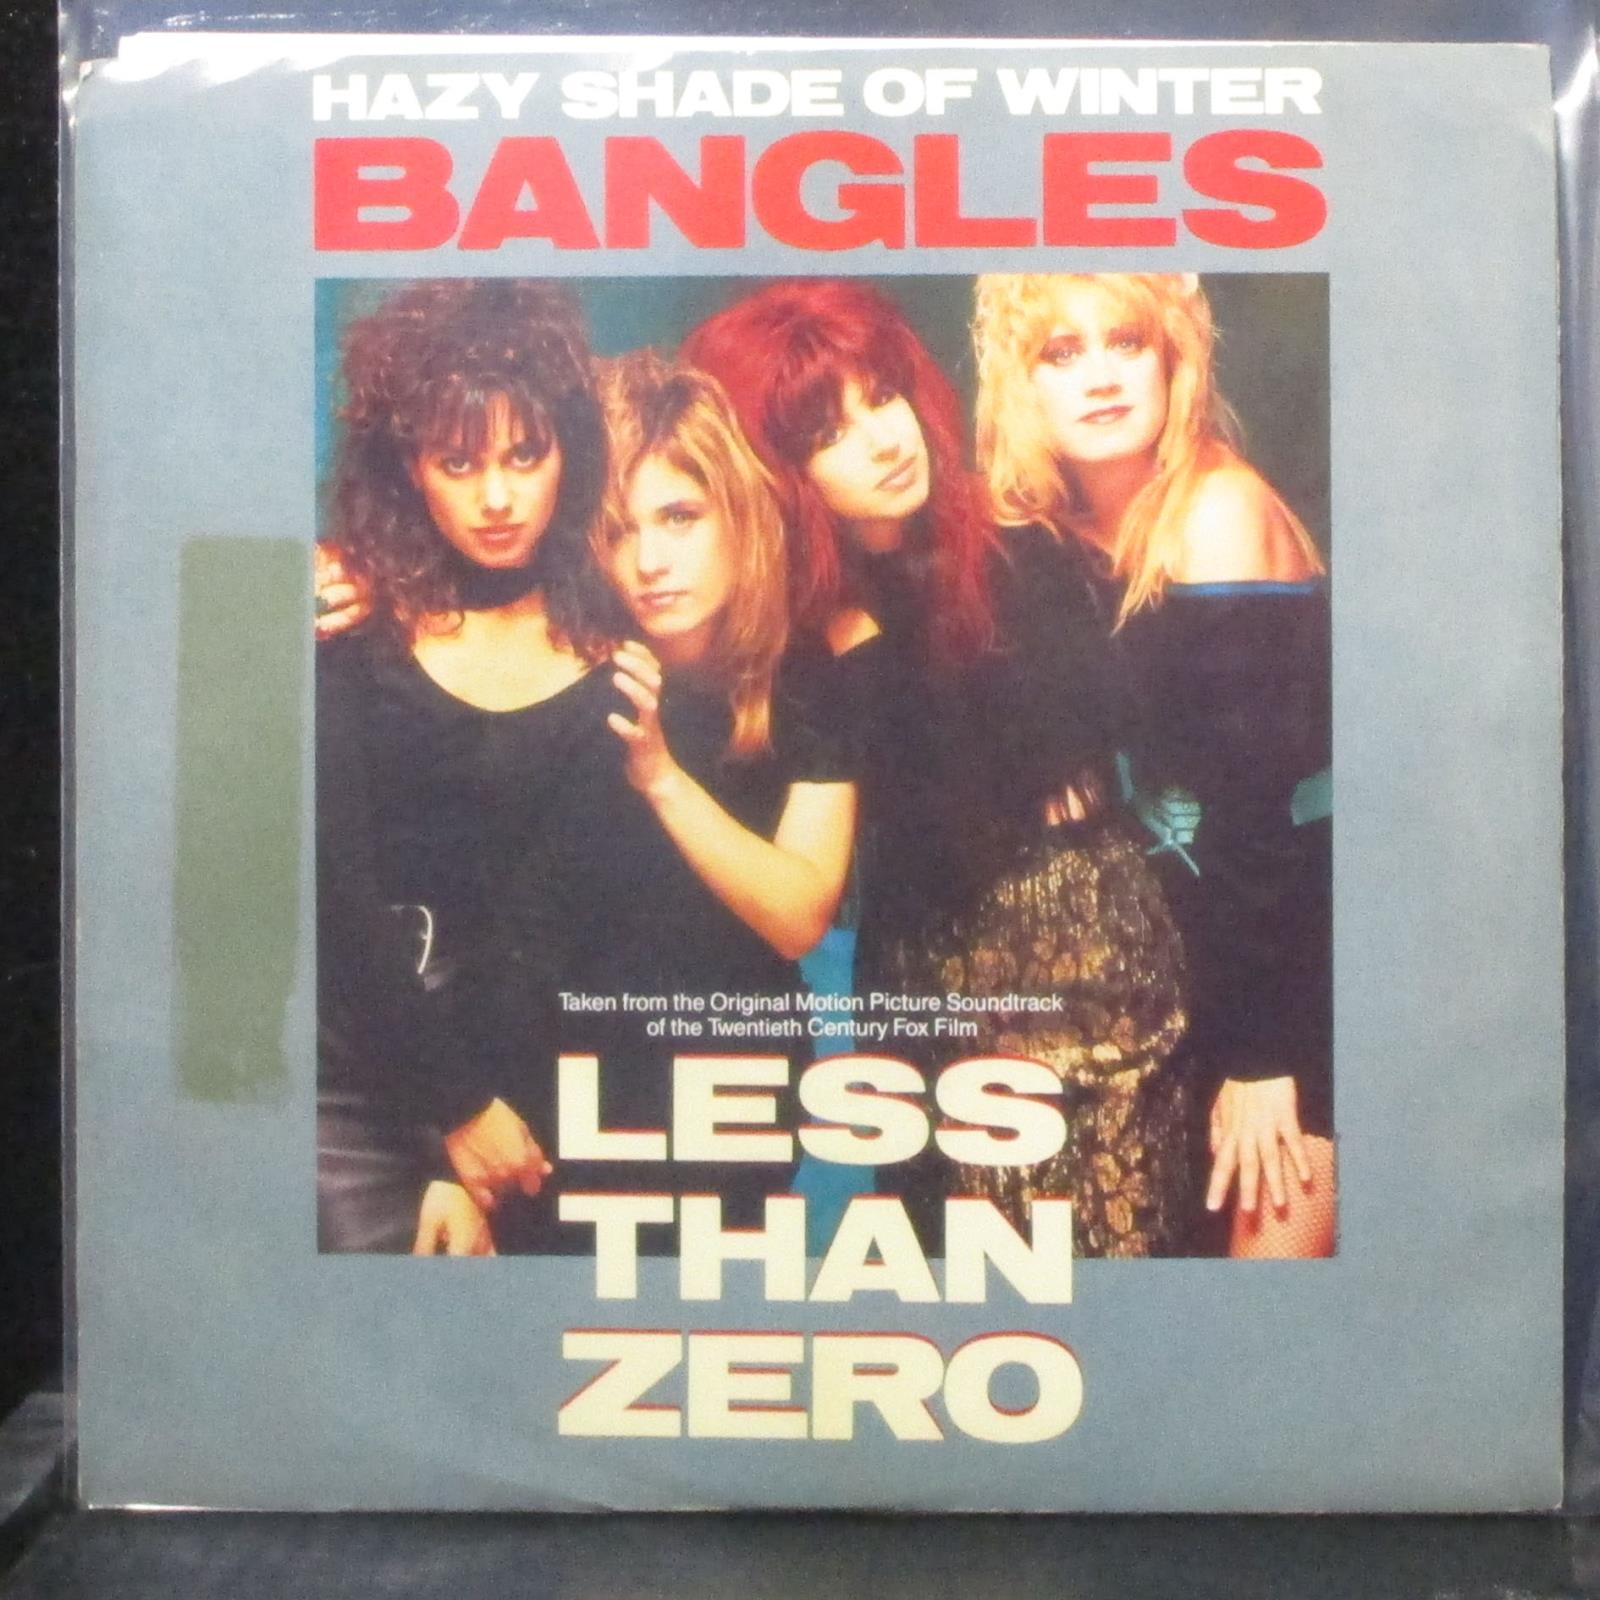 HAZY SHADE OF WINTER
BANGLES
Taken from the Original Motion Picture Soundtrack
of the Twentieth Century Fox Film
LESS
THAN
ZERO